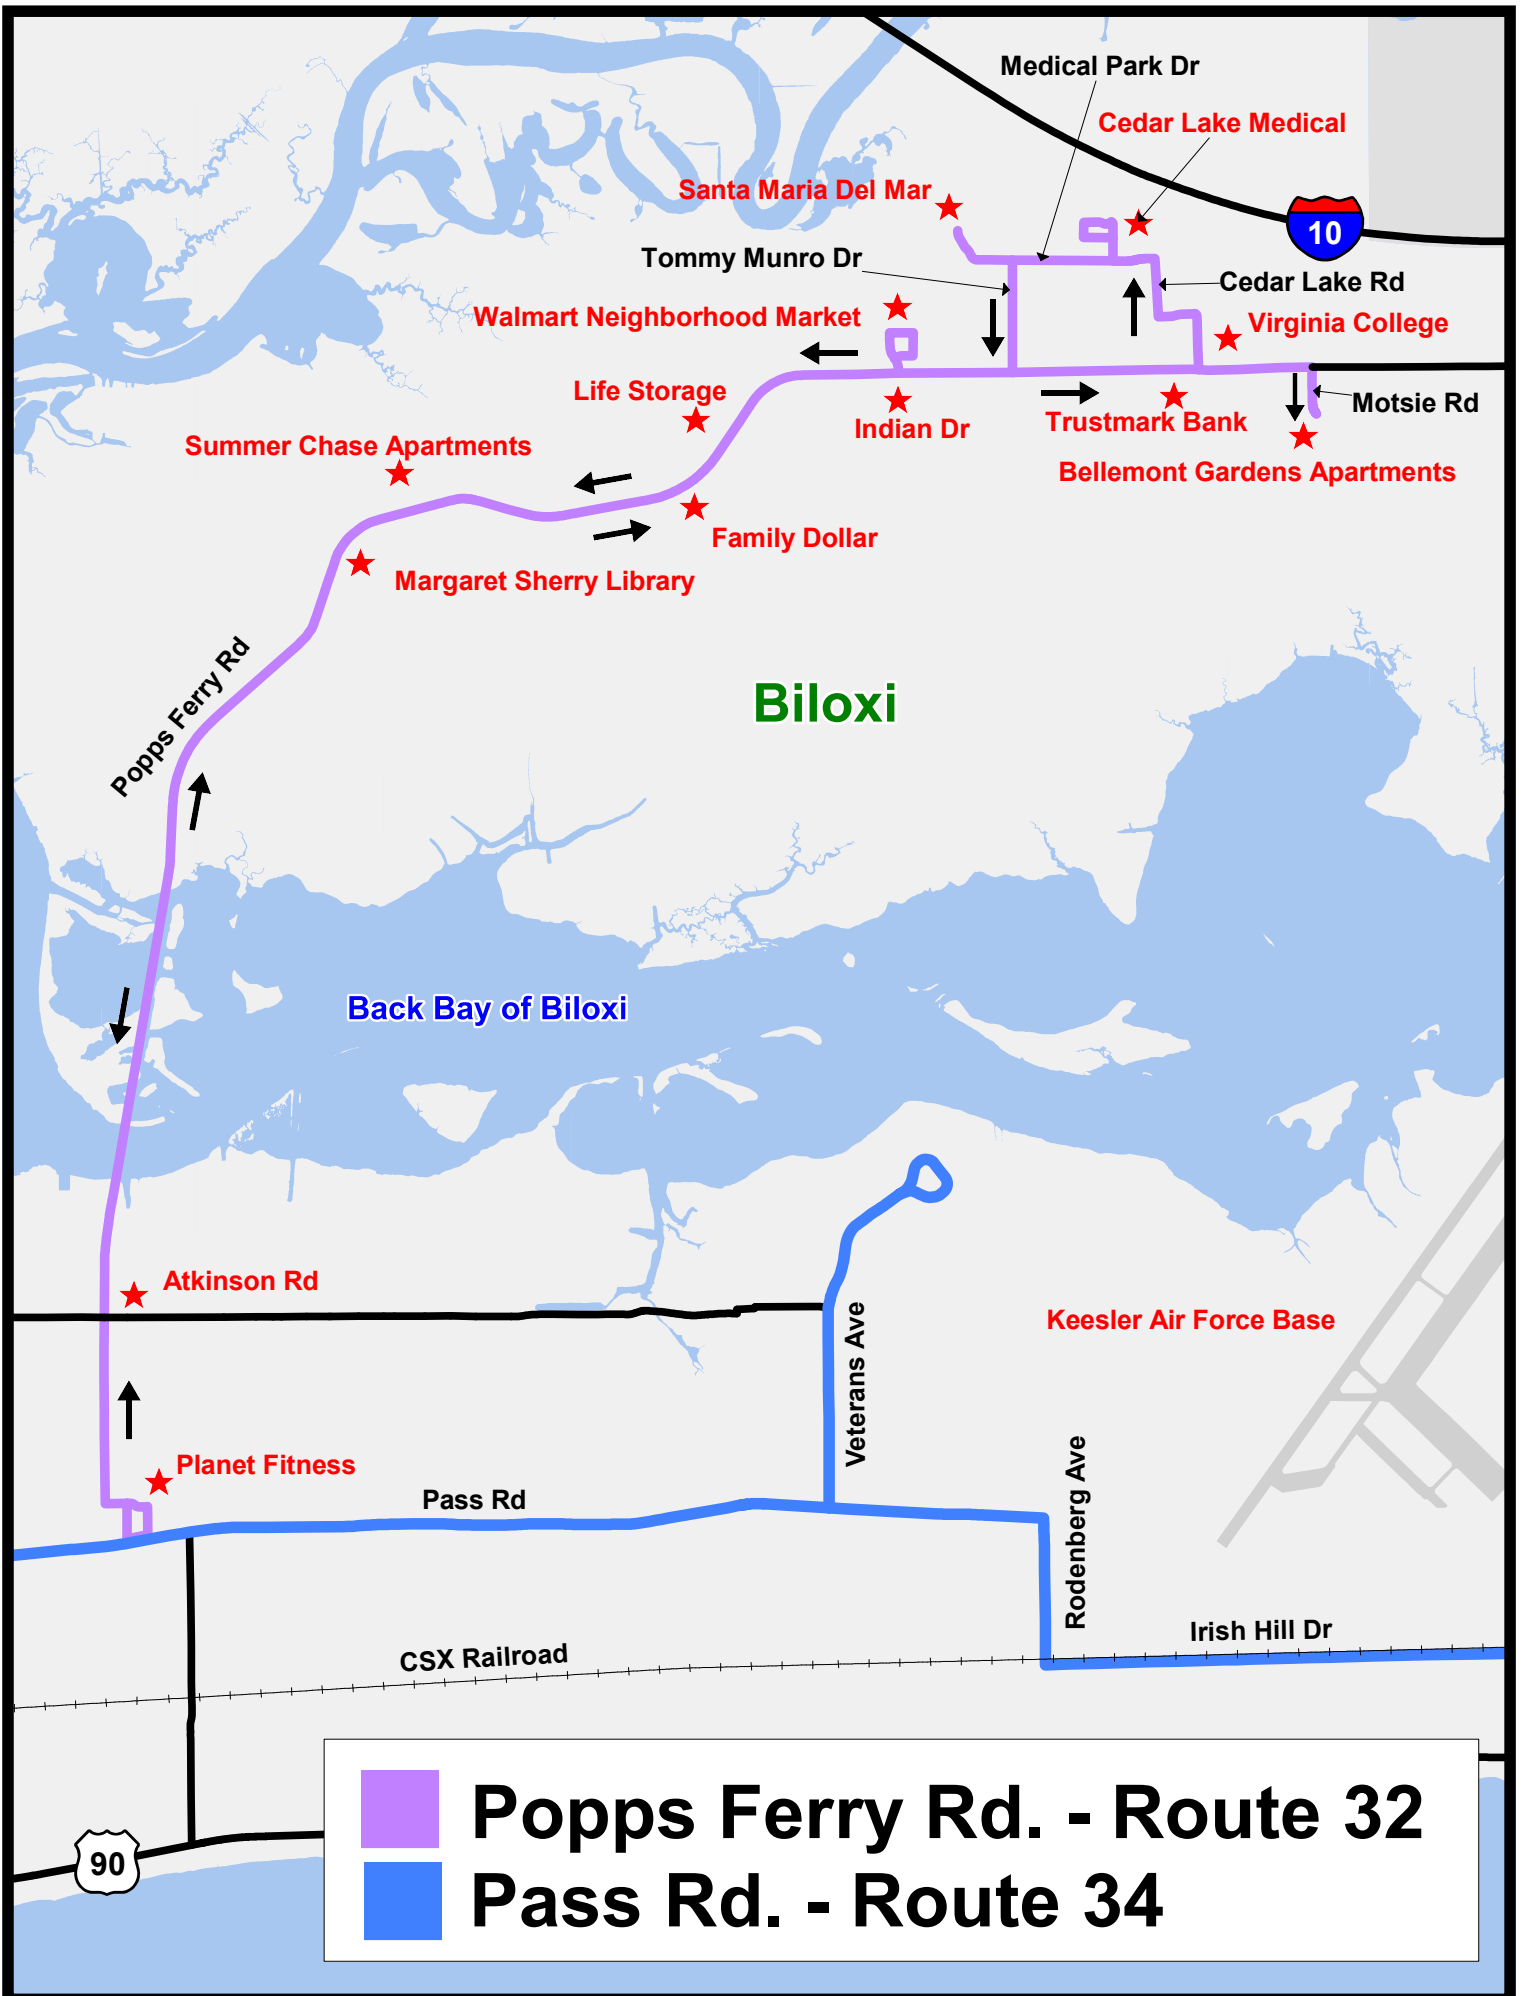 Medical Park Dr
Cedar Lake Medical
Santa Maria Del Mar
10
Tommy Munro Dr
Cedar Lake Rd
Walmart Neighborhood Market
Virginia College
Life Storage
Motsie Rd
Indian Dr
Trustmark Bank
Summer Chase Apartments
Bellemont Gardens Apartments
Family Dollar
Margaret Sherry Library
Popps Ferry Rd
Biloxi
Back Bay of Biloxi
Atkinson Rd
Keesler Air Force Base
Veterans Ave
Planet Fitness
Pass Rd
Rodenberg Ave
Irish Hill Dr
CSX Railroad
90
Popps Ferry Rd. - Route 32
Pass Rd. - Route 34